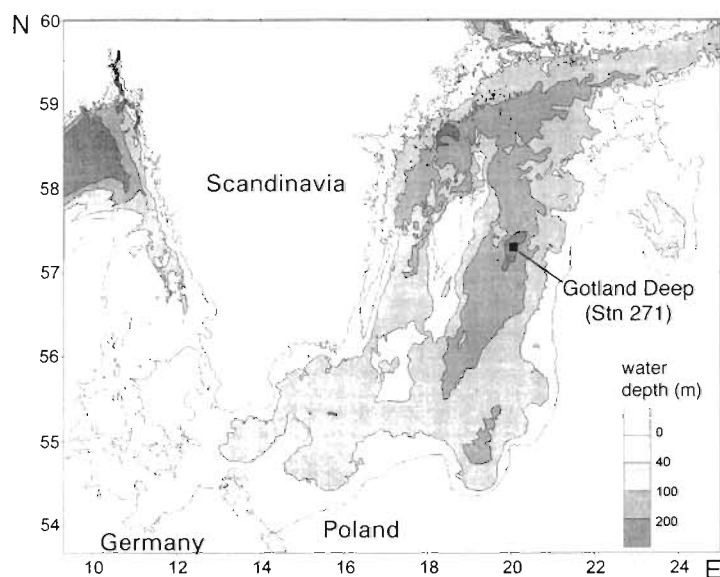 N
60
59
58
57
56
55
54
Scandinavia
Gotland Deep
(Stn 271)
water
depth (m)
0
40
100
200
Germany
Poland
10
12
14
16
18
20
22
24
E